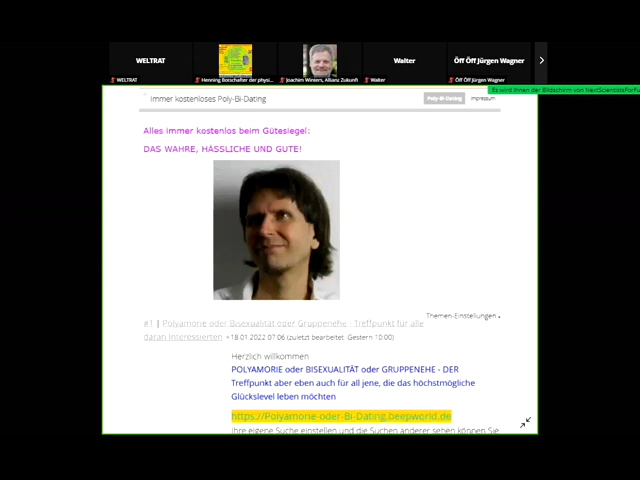 WELTRAT
Walter
Öff Öff Jürgen Wagner
WELTRAT
Henning Botschafter der physi...
Joachim Winters, Allianz Zukunft
Walter
Öff Öff Jürgen Wagner
Es wird Ihnen der Bildschirm von NextScientistsForFu
Immer kostenloses Poly-Bi-Dating
Poly-Bi-Dating
Impressum
Alles immer kostenlos beim Gütesiegel:
DAS WAHRE, HÄSSLICHE UND GUTE!
Themen-Einstellungen
#1 | Polyamorie oder Bisexualität oder Gruppenehe - Treffpunkt für alle
daran Interessierten • 18.01.2022 07:06 (zuletzt bearbeitet: Gestern 10:00)
Herzlich willkommen
POLYAMORIE oder BISEXUALITÄT oder GRUPPENEHE - DER
Treffpunkt aber eben auch für all jene, die das höchstmögliche
Glückslevel leben möchten
https://Polyamorie-oder-Bi-Dating.beepworld.de
Ihre eigene Suche einstellen und die Suchen anderer sehen können Sie